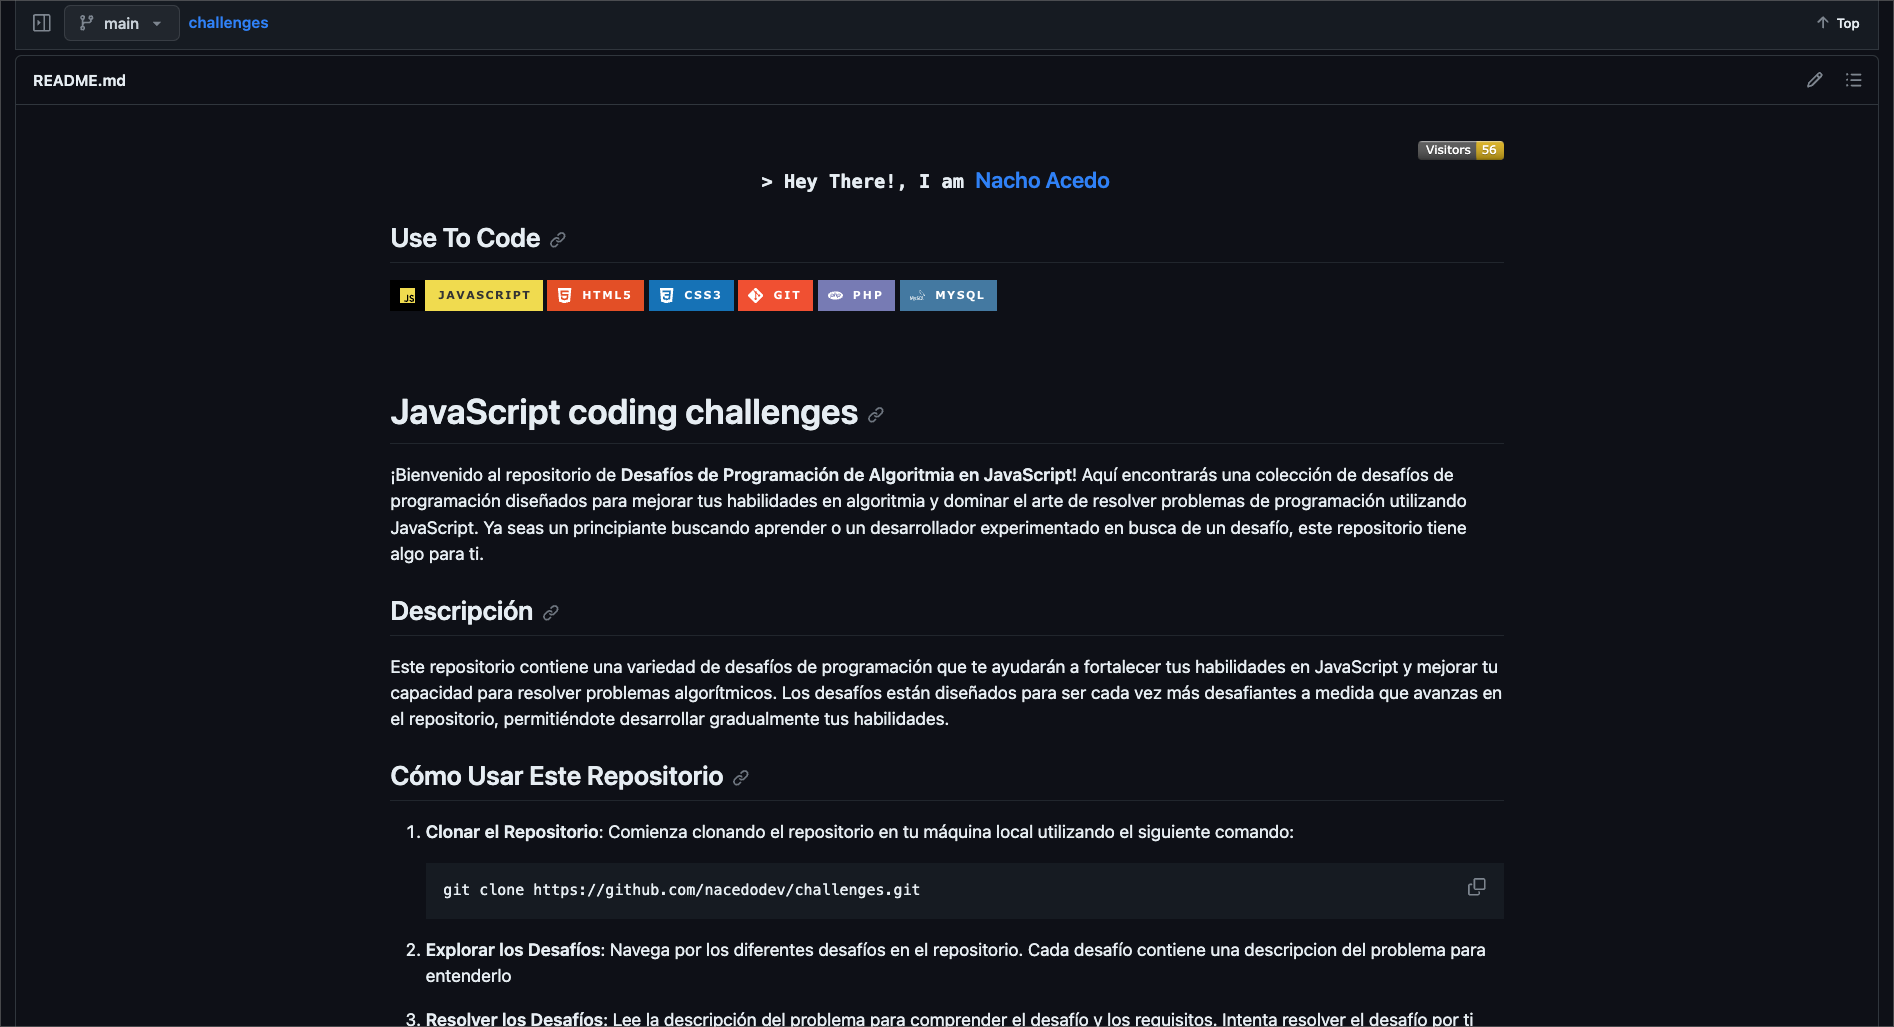 main
challenges
Top
README.md
Visitors 56
> Hey There!, I am Nacho Acedo
Use To Code
JS JAVASCRIPT HTML5 CSS3 GIT php PHP MySQL MYSQL
JavaScript coding challenges
¡Bienvenido al repositorio de Desafíos de Programación de Algoritmia en JavaScript! Aquí encontrarás una colección de desafíos de
programación diseñados para mejorar tus habilidades en algoritmia y dominar el arte de resolver problemas de programación utilizando
JavaScript. Ya seas un principiante buscando aprender o un desarrollador experimentado en busca de un desafío, este repositorio tiene
algo para ti.
Descripción
Este repositorio contiene una variedad de desafíos de programación que te ayudarán a fortalecer tus habilidades en JavaScript y mejorar tu
capacidad para resolver problemas algorítmicos. Los desafíos están diseñados para ser cada vez más desafiantes a medida que avanzas en
el repositorio, permitiéndote desarrollar gradualmente tus habilidades.
Cómo Usar Este Repositorio
1. Clonar el Repositorio: Comienza clonando el repositorio en tu máquina local utilizando el siguiente comando:
git clone https://github.com/nacedodev/challenges.git
2. Explorar los Desafíos: Navega por los diferentes desafíos en el repositorio. Cada desafío contiene una descripcion del problema para
entenderlo
3. Resolver los Desafíos: Lee la descripción del problema para comprender el desafío y los requisitos. Intenta resolver el desafío por ti